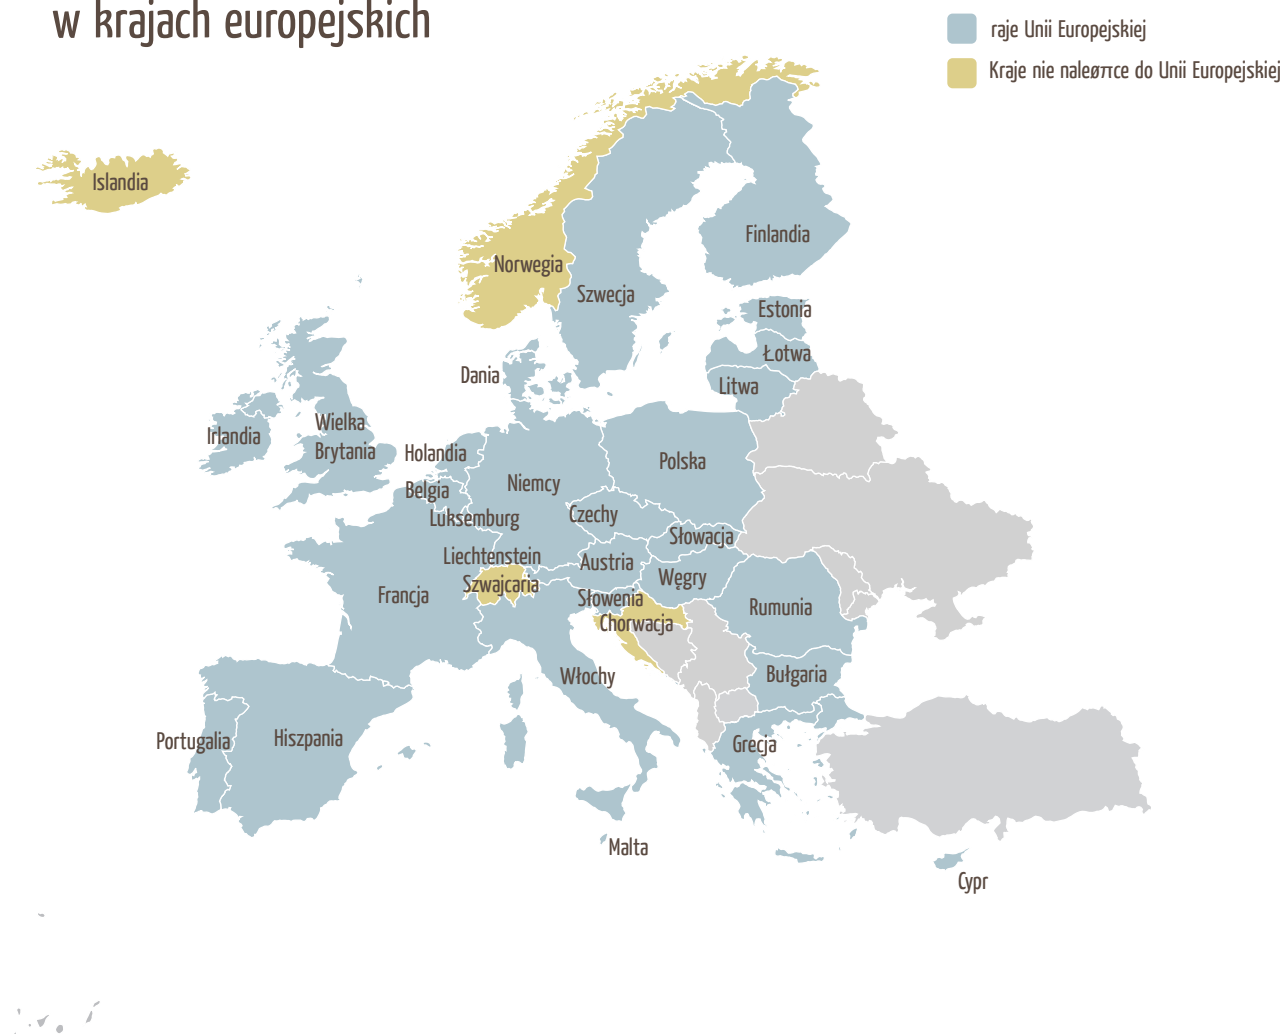 w krajach europejskich
raje Unii Europejskiej
Kraje nie naleøπce do Unii Europejskiej
Islandia
Finlandia
Norwegia
Szwecja
Estonia
Łotwa
Dania
Litwa
Wielka
Brytania
Irlandia
Holandia
Polska
Niemcy
Belgia
Czechy
Luksemburg
Słowacja
Liechtenstein
Austria
Węgry
Szwajcaria
Francja
Słowenia
Rumunia
Chorwacja
Włochy
Bułgaria
Portugalia
Hiszpania
Grecja
Malta
Cypr